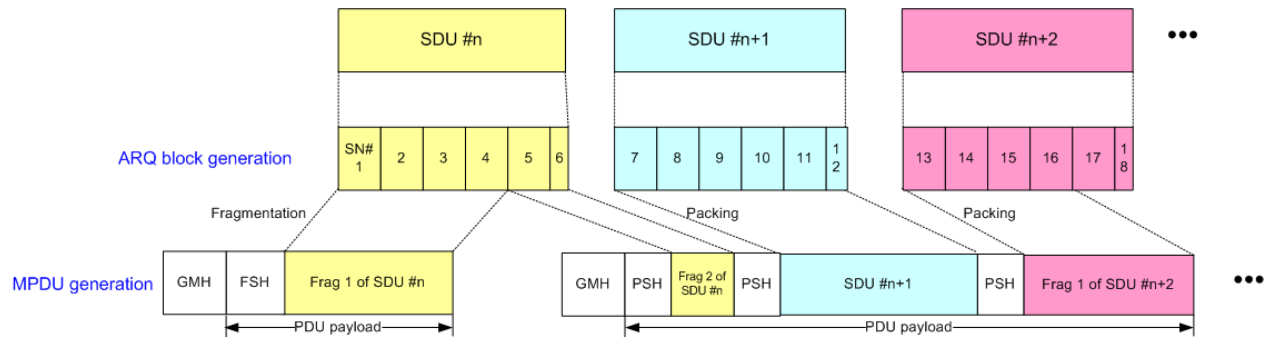 SDU #n
SDU #n+1
SDU #n+2
•••
ARQ block generation
SN#
1
2
3
4
5
6
7
8
9
10
11
1
2
13
14
15
16
17
1
8
Fragmentation
Packing
Packing
MPDU generation
GMH
FSH
Frag 1 of SDU #n
GMH
PSH
Frag 2 of
SDU #n
PSH
SDU #n+1
PSH
Frag 1 of SDU #n+2
•••
PDU payload
PDU payload